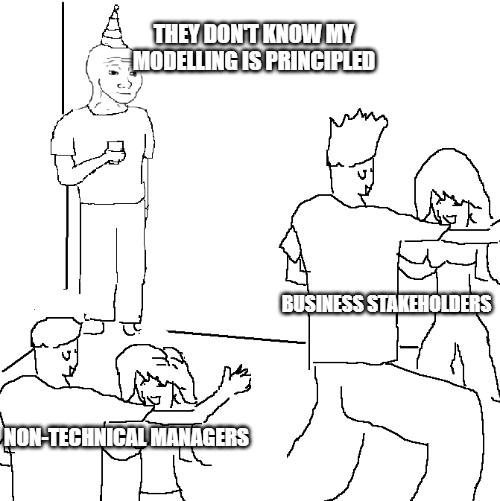 THEY DON'T KNOW MY
MODELLING IS PRINCIPLED
BUSINESS STAKEHOLDERS
NON-TECHNICAL MANAGERS